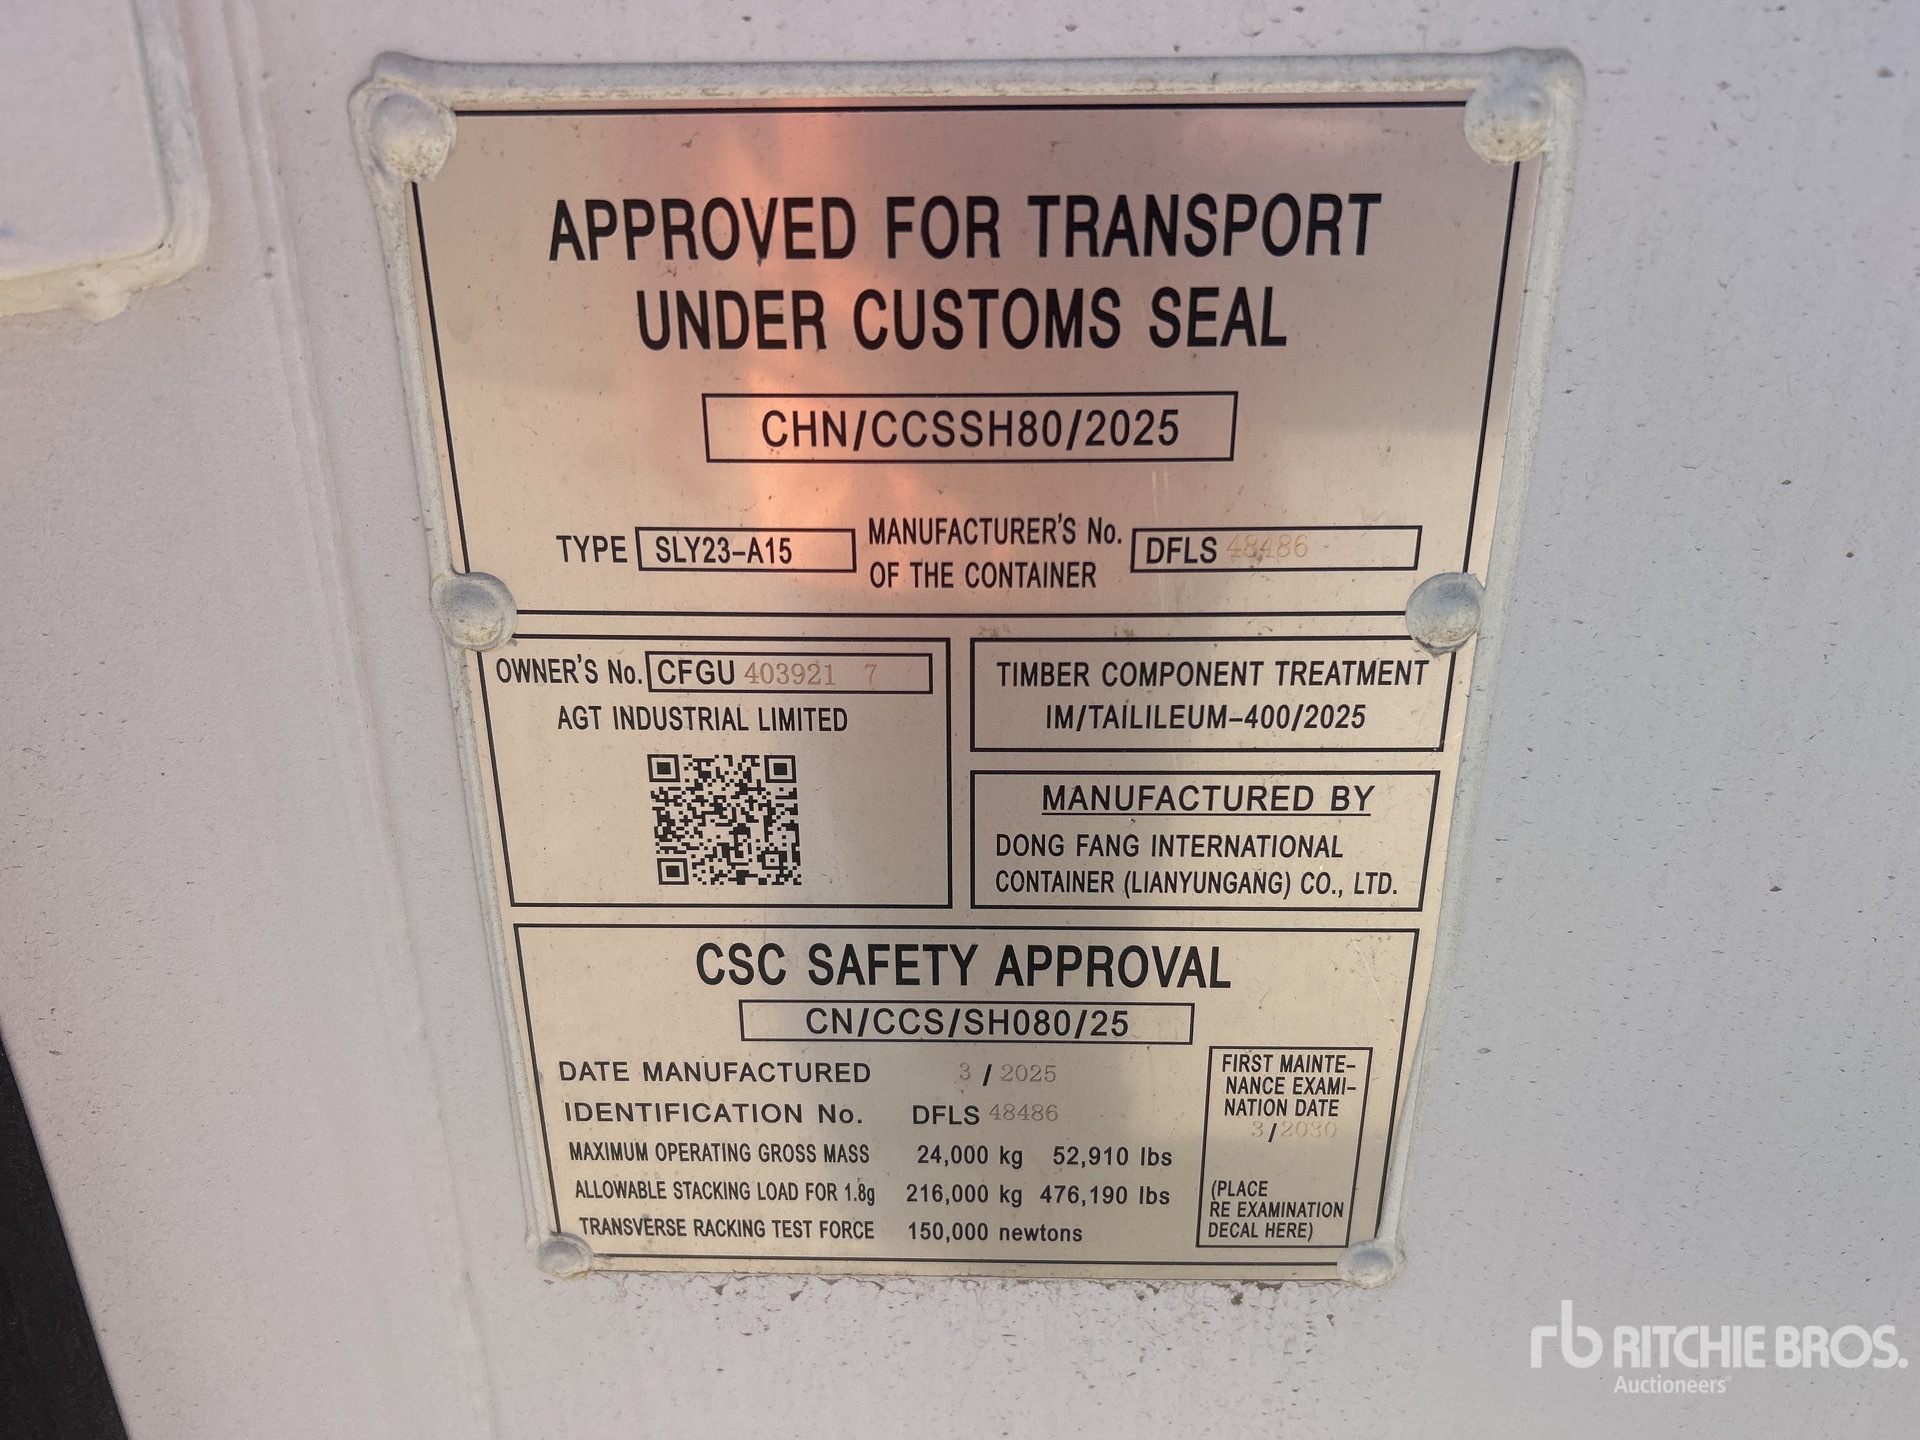 APPROVED FOR TRANSPORT
UNDER CUSTOMS SEAL
CHN/CCSSH80/2025
TYPE SLY23-A15
MANUFACTURER'S No.
OF THE CONTAINER
DFLS 48486
OWNER'S No. CFGU 403921 7
AGT INDUSTRIAL LIMITED
TIMBER COMPONENT TREATMENT
IM/TAILILEUM-400/2025
MANUFACTURED BY
DONG FANG INTERNATIONAL
CONTAINER (LIANYUNGANG) CO., LTD.
CSC SAFETY APPROVAL
CN/CCS/SH080/25
DATE MANUFACTURED 3 / 2025
IDENTIFICATION No. DFLS 48486
MAXIMUM OPERATING GROSS MASS 24,000 kg 52,910 lbs
ALLOWABLE STACKING LOAD FOR 1.8g 216,000 kg 476,190 lbs
TRANSVERSE RACKING TEST FORCE 150,000 newtons
FIRST MAINTE-
NANCE EXAMI-
NATION DATE
3/2030
(PLACE
RE EXAMINATION
DECAL HERE)
rb RITCHIE BROS.
Auctioneers